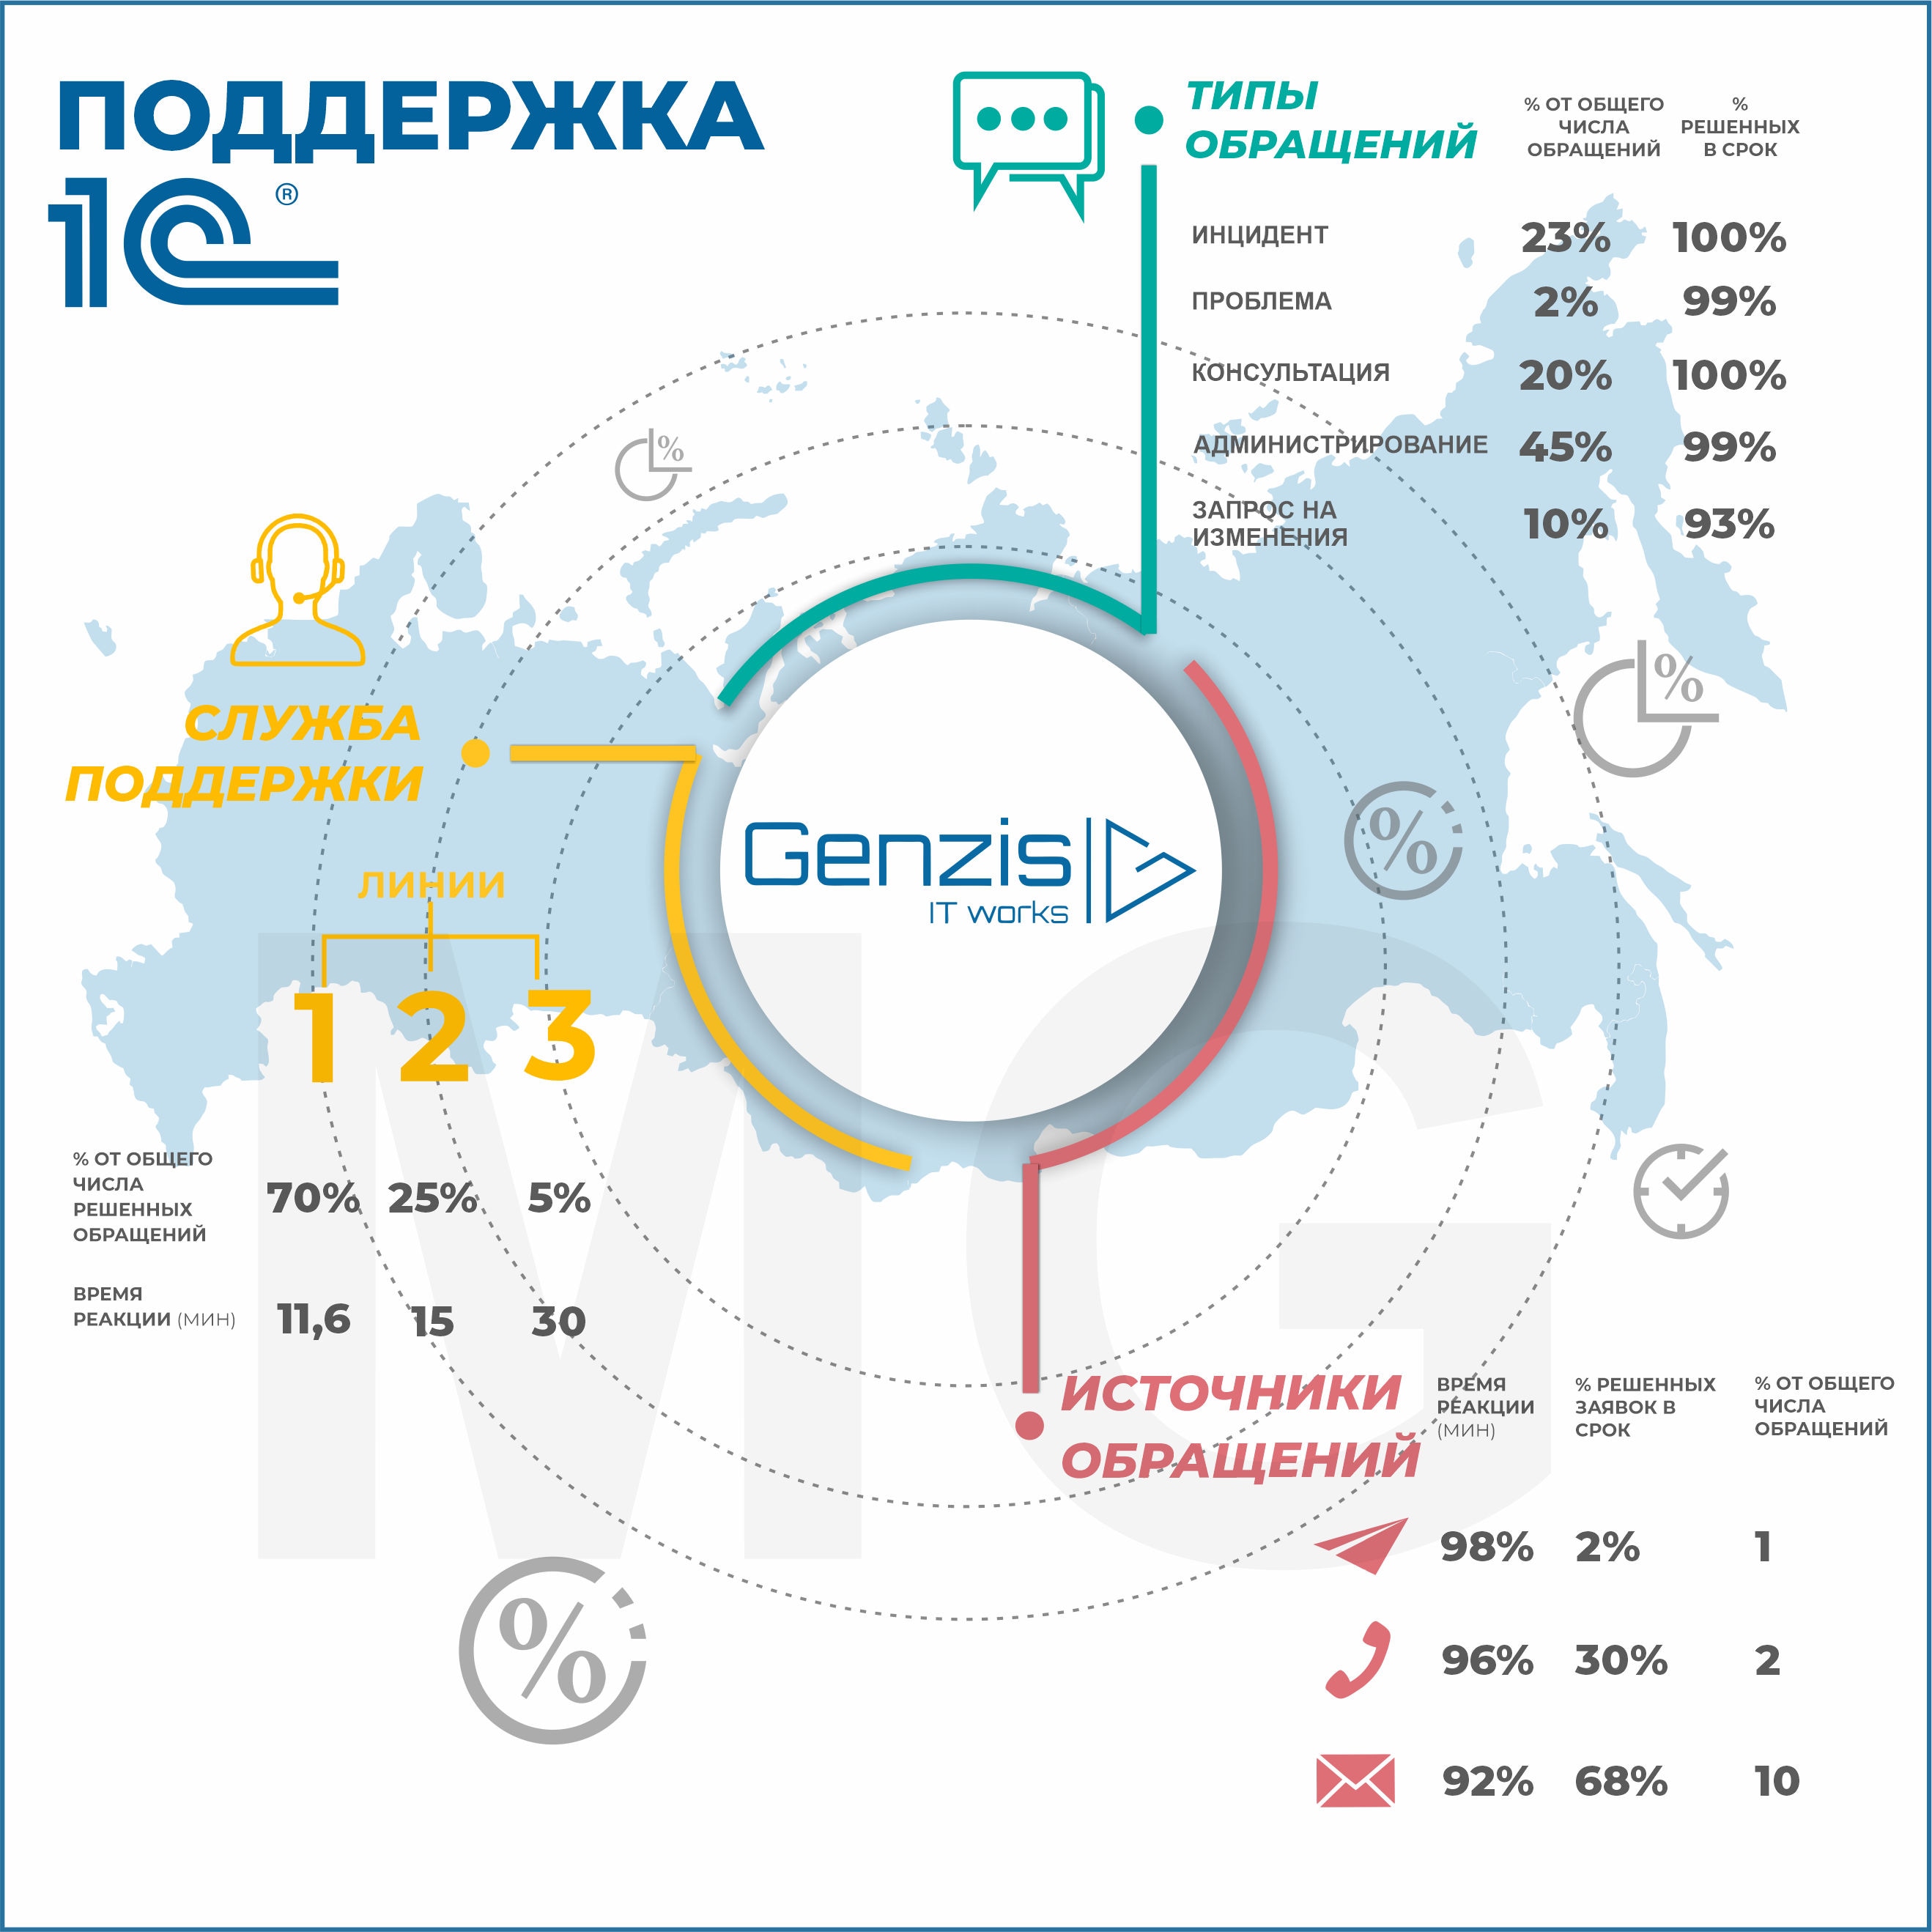 ПОДДЕРЖКА
1С®
ТИПЫ
ОБРАЩЕНИЙ
% ОТ ОБЩЕГО
ЧИСЛА
ОБРАЩЕНИЙ
%
РЕШЕННЫХ
В СРОК
ИНЦИДЕНТ 23% 100%
ПРОБЛЕМА 2% 99%
КОНСУЛЬТАЦИЯ 20% 100%
АДМИНИСТРИРОВАНИЕ 45% 99%
ЗАПРОС НА
ИЗМЕНЕНИЯ 10% 93%
%
СЛУЖБА
ПОДДЕРЖКИ
ЛИНИИ
1 2 3
% ОТ ОБЩЕГО
ЧИСЛА
РЕШЕННЫХ
ОБРАЩЕНИЙ
70% 25% 5%
ВРЕМЯ
РЕАКЦИИ (МИН)
11,6 15 30
Genzis
IT works
%
%
MG
ИСТОЧНИКИ
ОБРАЩЕНИЙ
ВРЕМЯ
РЕАКЦИИ
(МИН)
% РЕШЕННЫХ
ЗАЯВОК В
СРОК
% ОТ ОБЩЕГО
ЧИСЛА
ОБРАЩЕНИЙ
98% 2% 1
96% 30% 2
92% 68% 10
%